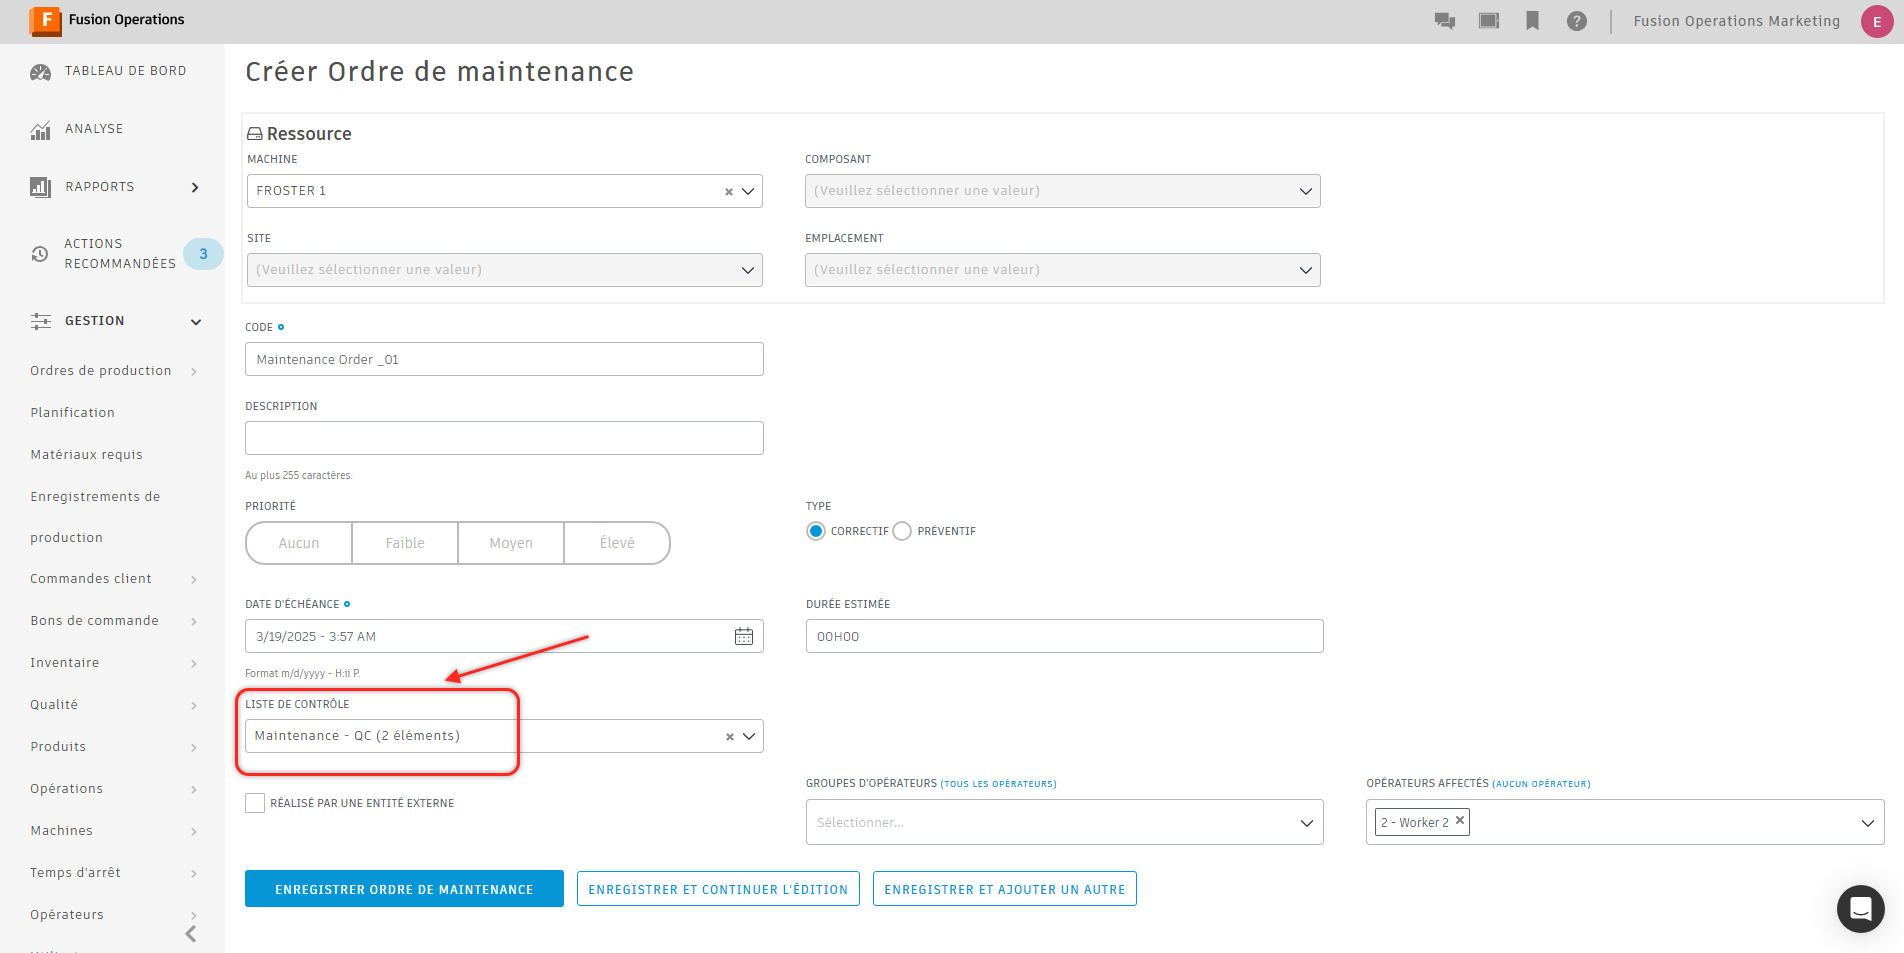 F Fusion Operations
? Fusion Operations Marketing E
TABLEAU DE BORD
ANALYSE
RAPPORTS
ACTIONS
RECOMMANDÉES 3
GESTION
Ordres de production
Planification
Matériaux requis
Enregistrements de
production
Commandes client
Bons de commande
Inventaire
Qualité
Produits
Opérations
Machines
Temps d'arrêt
Opérateurs
Créer Ordre de maintenance
Ressource
MACHINE
FROSTER 1
COMPOSANT
(Veuillez sélectionner une valeur)
SITE
(Veuillez sélectionner une valeur)
EMPLACEMENT
(Veuillez sélectionner une valeur)
CODE
Maintenance Order _01
DESCRIPTION
Au plus 255 caractères.
PRIORITÉ
Aucun Faible Moyen Élevé
TYPE
CORRECTIF PRÉVENTIF
DATE D'ÉCHÉANCE
3/19/2025 - 3:57 AM
Format m/d/yyyy - H:ii P.
DURÉE ESTIMÉE
00H00
LISTE DE CONTRÔLE
Maintenance - QC (2 éléments)
RÉALISÉ PAR UNE ENTITÉ EXTERNE
GROUPES D'OPÉRATEURS (TOUS LES OPÉRATEURS)
Sélectionner...
OPÉRATEURS AFFECTÉS (AUCUN OPÉRATEUR)
2 - Worker 2
ENREGISTRER ORDRE DE MAINTENANCE
ENREGISTRER ET CONTINUER L'ÉDITION
ENREGISTRER ET AJOUTER UN AUTRE